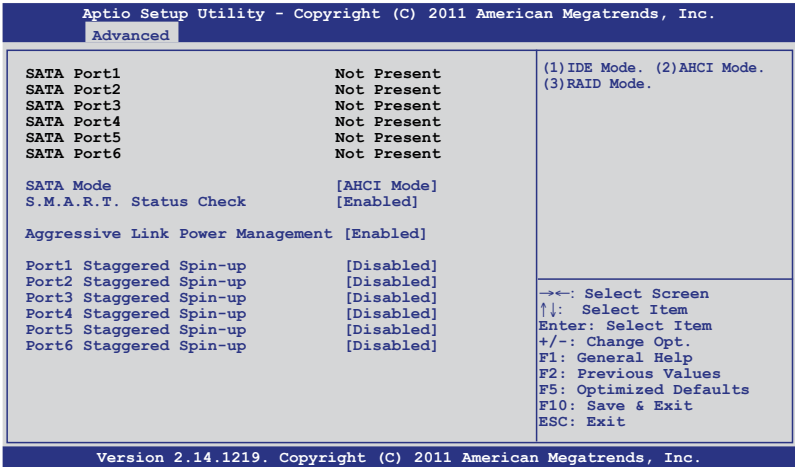 Aptio Setup Utility - Copyright (C) 2011 American Megatrends, Inc.
Advanced
SATA Port1 Not Present
SATA Port2 Not Present
SATA Port3 Not Present
SATA Port4 Not Present
SATA Port5 Not Present
SATA Port6 Not Present
SATA Mode [AHCI Mode]
S.M.A.R.T. Status Check [Enabled]
Aggressive Link Power Management [Enabled]
Port1 Staggered Spin-up [Disabled]
Port2 Staggered Spin-up [Disabled]
Port3 Staggered Spin-up [Disabled]
Port4 Staggered Spin-up [Disabled]
Port5 Staggered Spin-up [Disabled]
Port6 Staggered Spin-up [Disabled]
(1)IDE Mode. (2)AHCI Mode.
(3)RAID Mode.
→←: Select Screen
↑↓: Select Item
Enter: Select Item
+/-: Change Opt.
F1: General Help
F2: Previous Values
F5: Optimized Defaults
F10: Save & Exit
ESC: Exit
Version 2.14.1219. Copyright (C) 2011 American Megatrends, Inc.